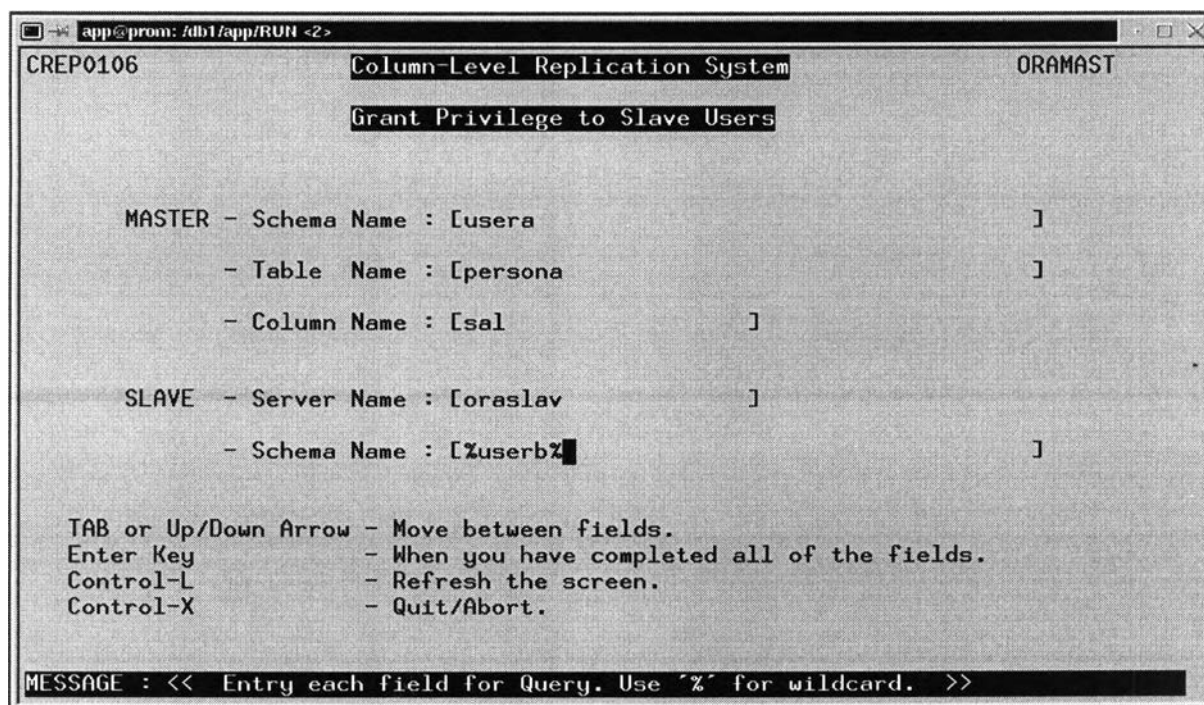 app@prom: /db1/app/RUN <2>
CREP0106 Column-Level Replication System ORAMAST
Grant Privilege to Slave Users
MASTER - Schema Name : [usera ]
- Table Name : [persona ]
- Column Name : [sal ]
SLAVE - Server Name : [oraslav ]
- Schema Name : [%userb% ]
TAB or Up/Down Arrow - Move between fields.
Enter Key - When you have completed all of the fields.
Control-L - Refresh the screen.
Control-X - Quit/Abort.
MESSAGE : << Entry each field for Query. Use ´%´ for wildcard. >>